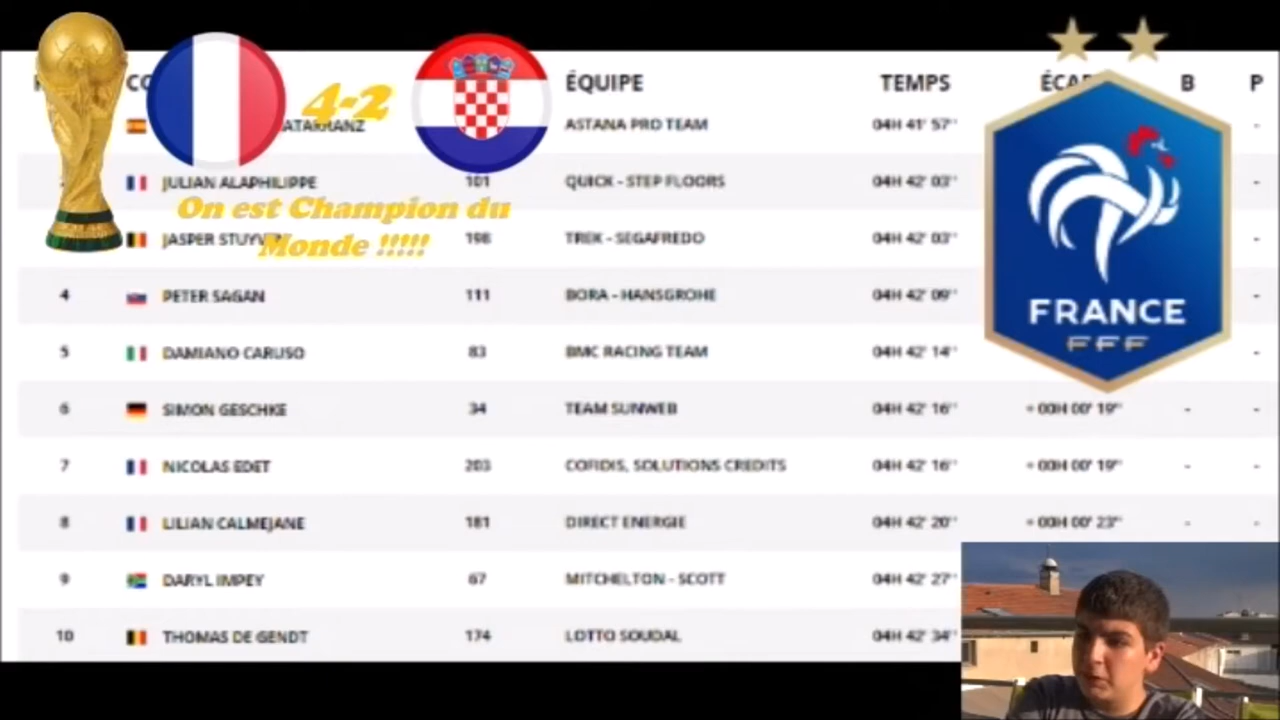 ÉQUIPE TEMPS B P
4-2
ASTANA PRO TEAM 04H 41' 57'' -
JULIAN ALAPHILIPPE 101 QUICK - STEP FLOORS 04H 42' 03'' -
On est Champion du
Monde !!!!!
JASPER 198 TREK - SEGAFREDO 04H 42' 03'' -
4 PETER SAGAN 111 BORA - HANSGROHE 04H 42' 09'' -
FRANCE
FFF
5 DAMIANO CARUSO 83 BMC RACING TEAM 04H 42' 14'' -
6 SIMON GESCHKE 34 TEAM SUNWEB 04H 42' 16'' + 00H 00' 19'' - -
7 NICOLAS EDET 203 COFIDIS, SOLUTIONS CREDITS 04H 42' 16'' + 00H 00' 19'' - -
8 LILIAN CALMEJANE 181 DIRECT ENERGIE 04H 42' 20'' + 00H 00' 23'' - -
9 DARYL IMPEY 67 MITCHELTON - SCOTT 04H 42' 27''
10 THOMAS DE GENDT 174 LOTTO SOUDAL 04H 42' 34''